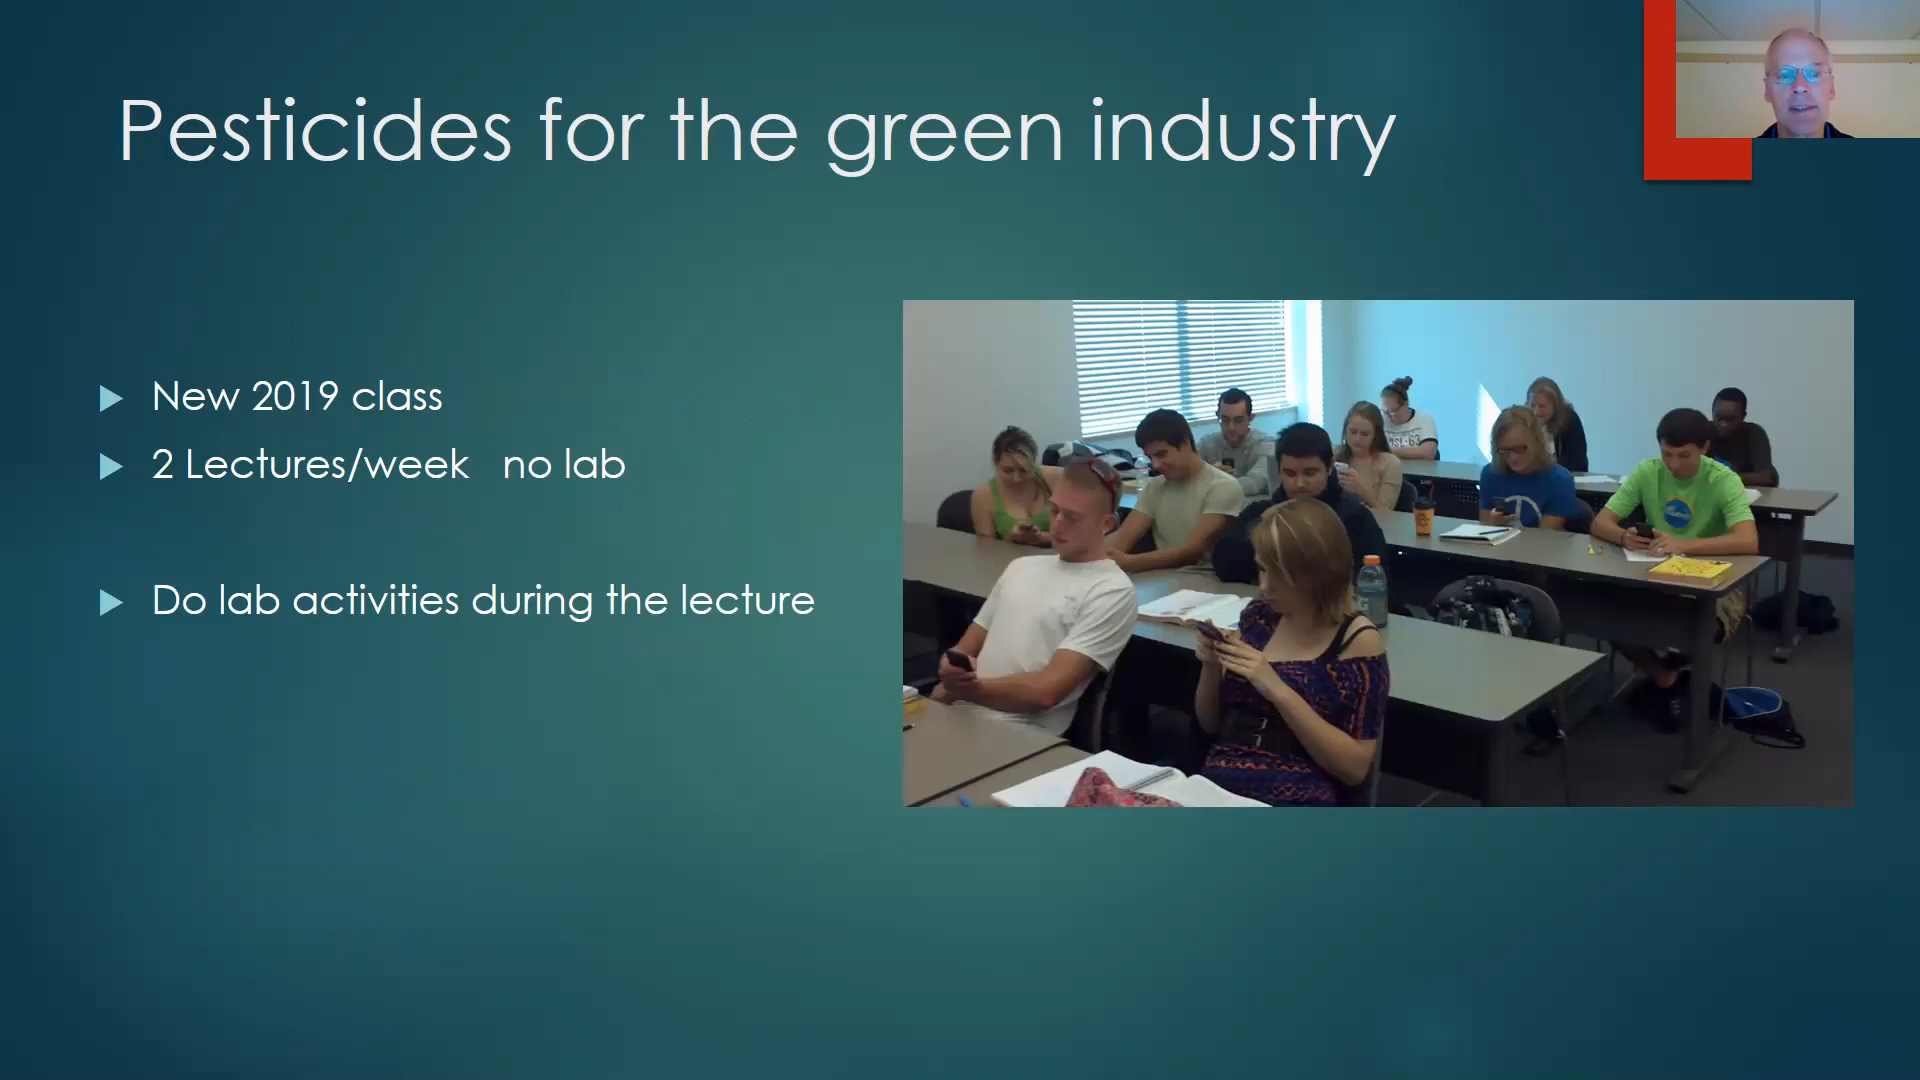 Pesticides for the green industry
New 2019 class
2 Lectures/week no lab
Do lab activities during the lecture